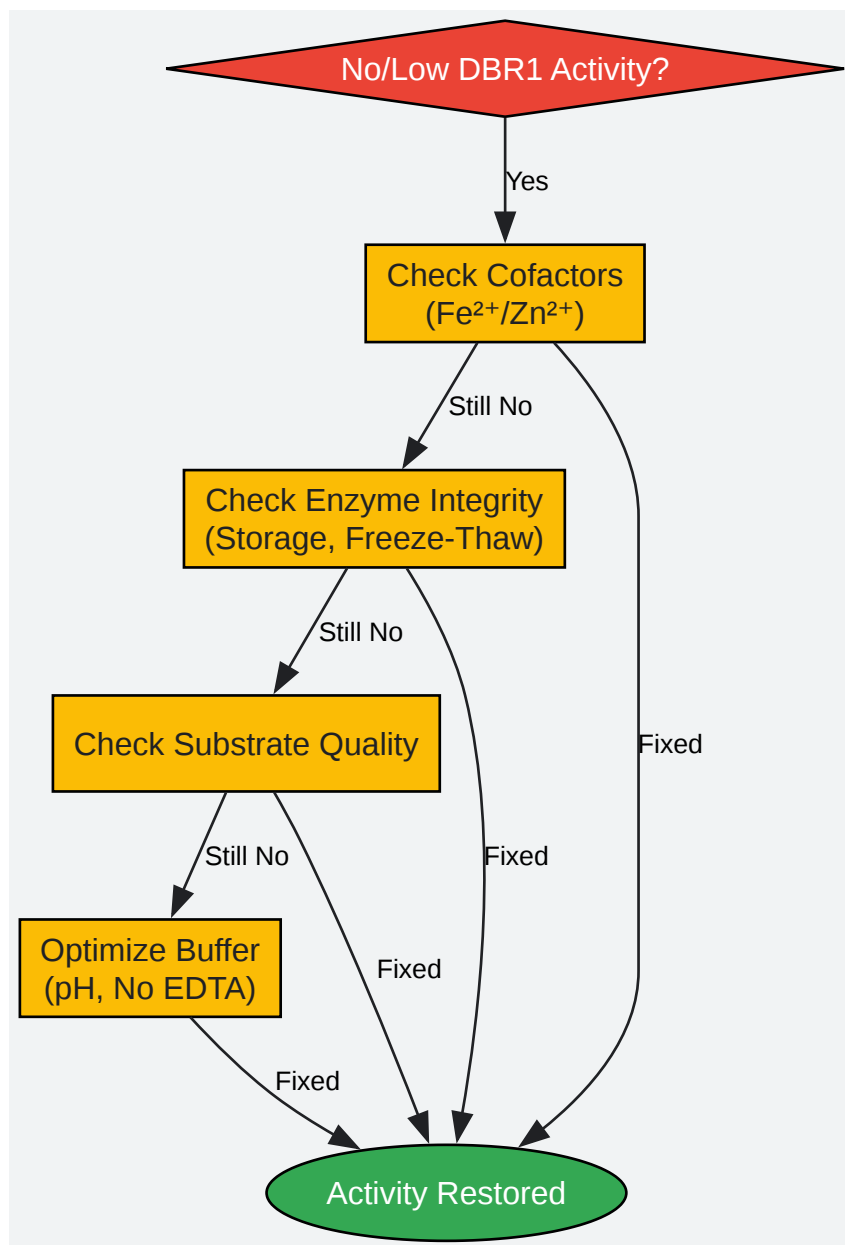 No/Low DBR1 Activity?
Yes
Check Cofactors
(Fe²⁺/Zn²⁺)
Still No
Check Enzyme Integrity
(Storage, Freeze-Thaw)
Still No
Check Substrate Quality
Fixed
Still No
Fixed
Optimize Buffer
(pH, No EDTA)
Fixed
Fixed
Activity Restored